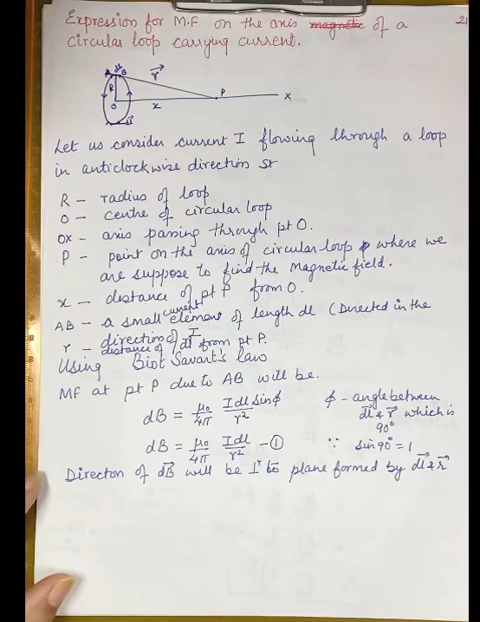 Expression for M.F on the axis magnetic of a
21
circular loop carrying current.
A dl B
r
R
P
O x X
dl
Let us consider current I flowing through a loop
in anticlockwise direction st
R – radius of loop
O – centre of circular loop
OX – axis passing through pt O.
P – point on the axis of circular loop where we
are suppose to find the Magnetic field.
x – distance of pt P from O.
AB – a small current element of length dl (Directed in the
direction of I
r – distance of dl from pt P.
Using Biot Savart's law
MF at pt P due to AB will be.
dB = μ₀/4π Idl sinϕ/r²
ϕ – angle between
dl & r which is
90°
dB = μ₀/4π Idl/r² – ①
∵ sin 90° = 1
Directon of dB will be ⊥r to plane formed by dl & r